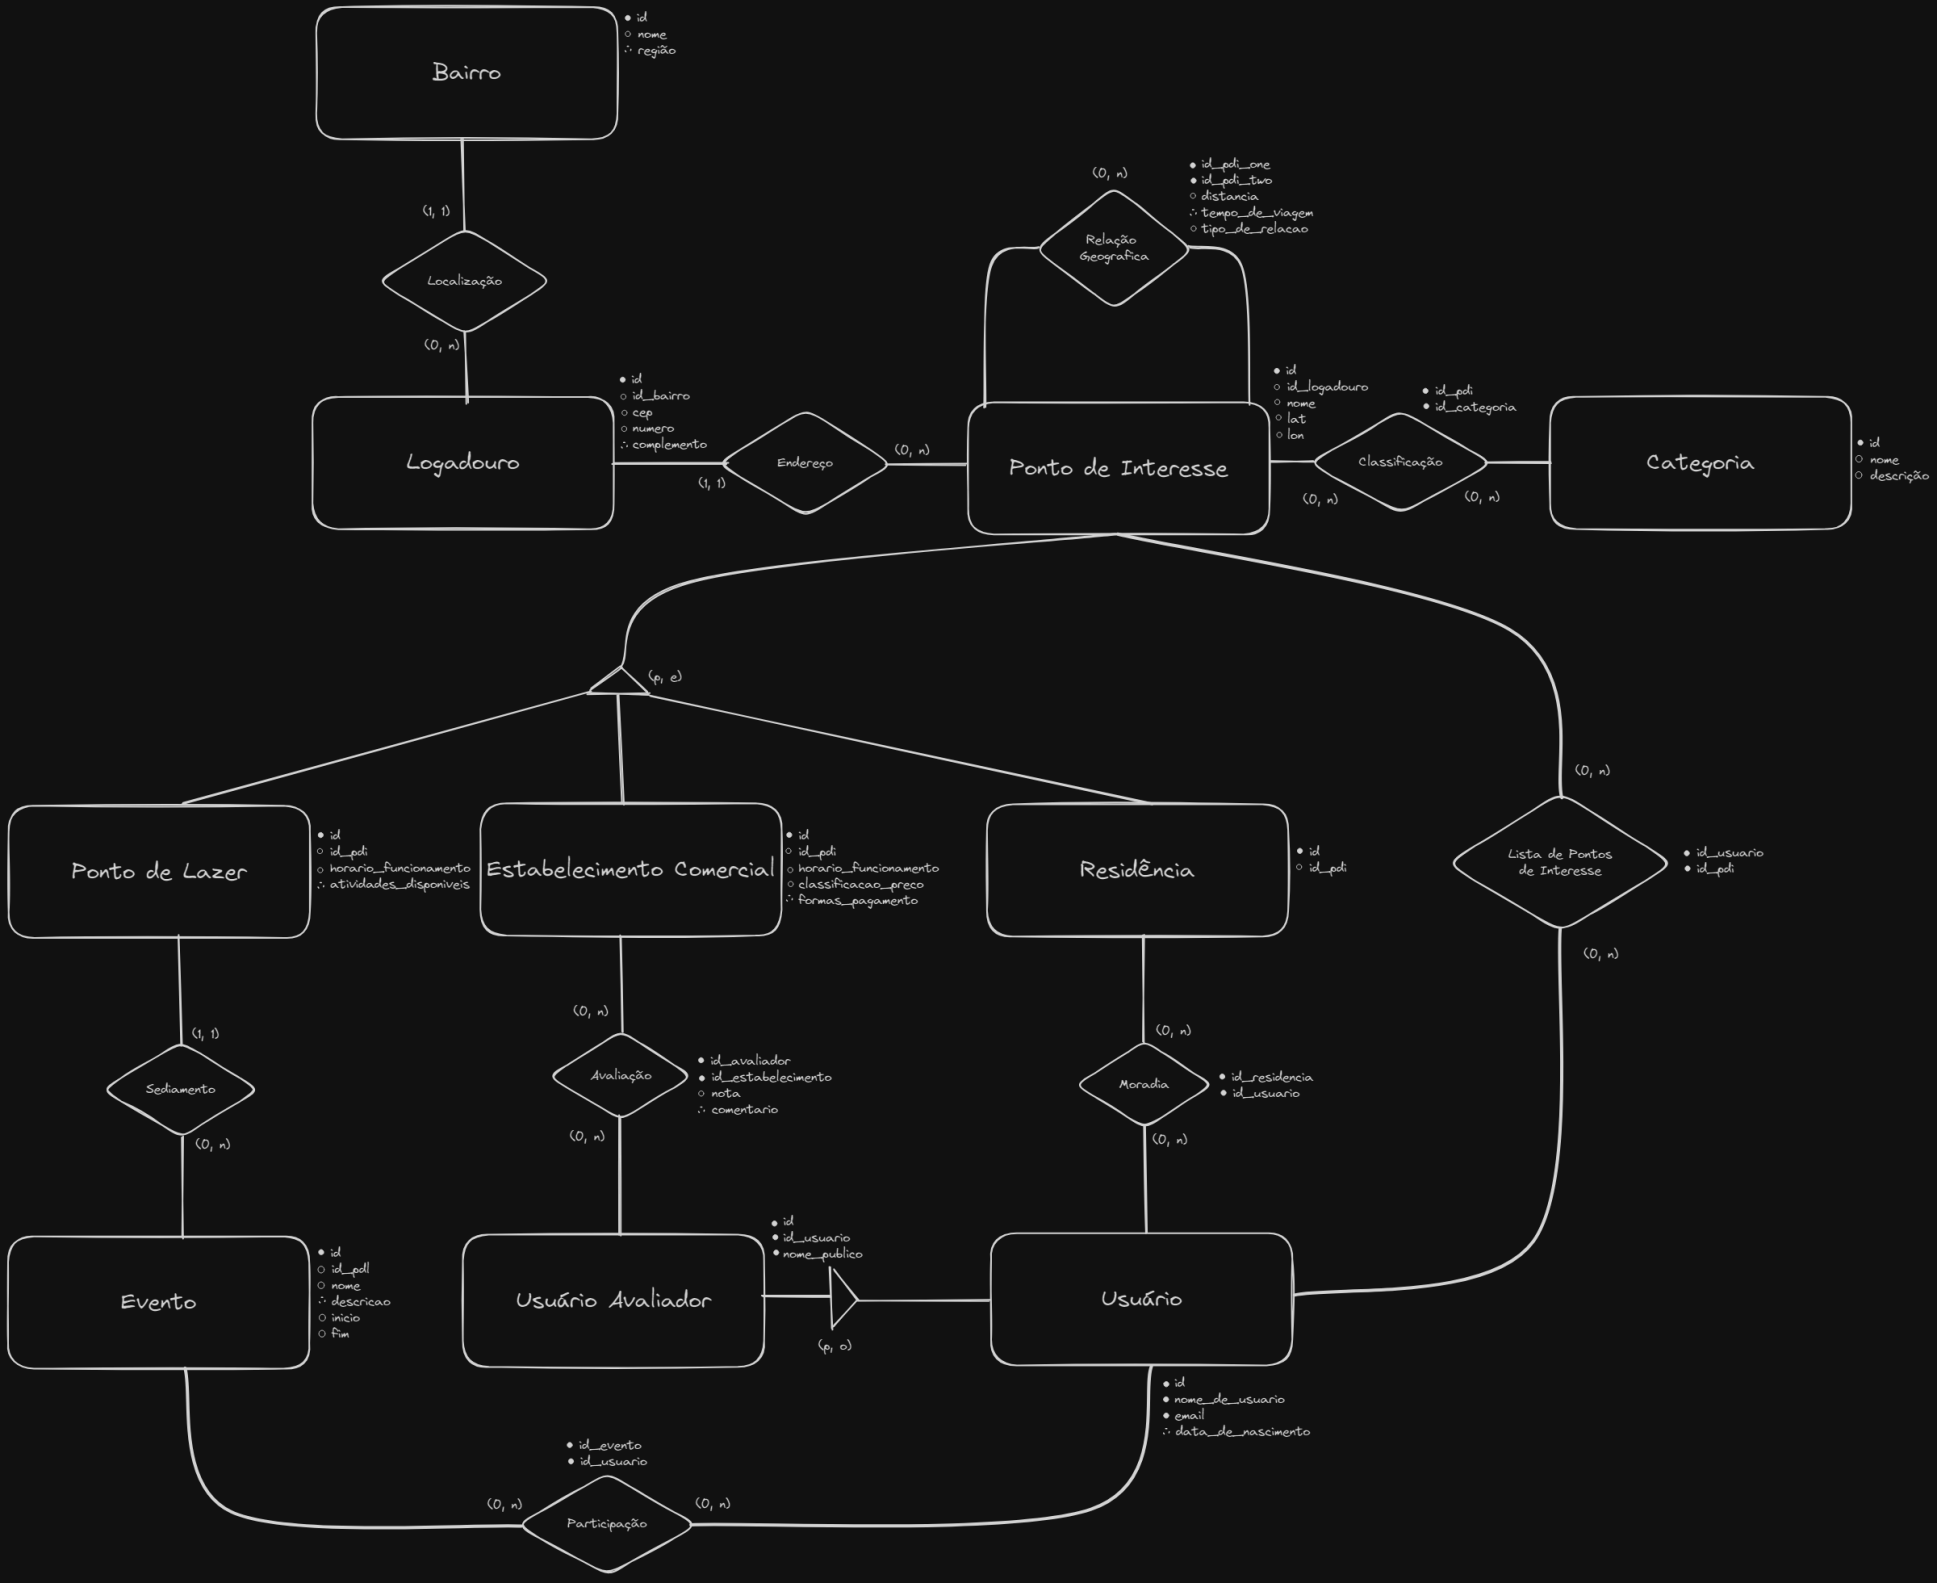 Bairro
id
nome
região
(1, 1)
Localização
(0, n)
Logadouro
id
id_bairro
cep
numero
complemento
(1, 1)
Endereço
(0, n)
(0, n)
Relação
Geografica
id_pdi_one
id_pdi_two
distancia
tempo_de_viagem
tipo_de_relacao
Ponto de Interesse
id
id_logadouro
nome
lat
lon
(0, n)
Classificação
id_pdi
id_categoria
(0, n)
Categoria
id
nome
descrição
(p, e)
Ponto de Lazer
id
id_pdi
horario_funcionamento
atividades_disponiveis
Estabelecimento Comercial
id
id_pdi
horario_funcionamento
classificacao_preco
formas_pagamento
Residência
id
id_pdi
(0, n)
Lista de Pontos
de Interesse
id_usuario
id_pdi
(0, n)
(1, 1)
Sediamento
(0, n)
(0, n)
Avaliação
id_avaliador
id_estabelecimento
nota
comentario
(0, n)
(0, n)
Moradia
id_residencia
id_usuario
(0, n)
Evento
id
id_pdl
nome
descricao
inicio
fim
Usuário Avaliador
id
id_usuario
nome_publico
(p, o)
Usuário
id
nome_de_usuario
email
data_de_nascimento
id_evento
id_usuario
(0, n)
Participação
(0, n)